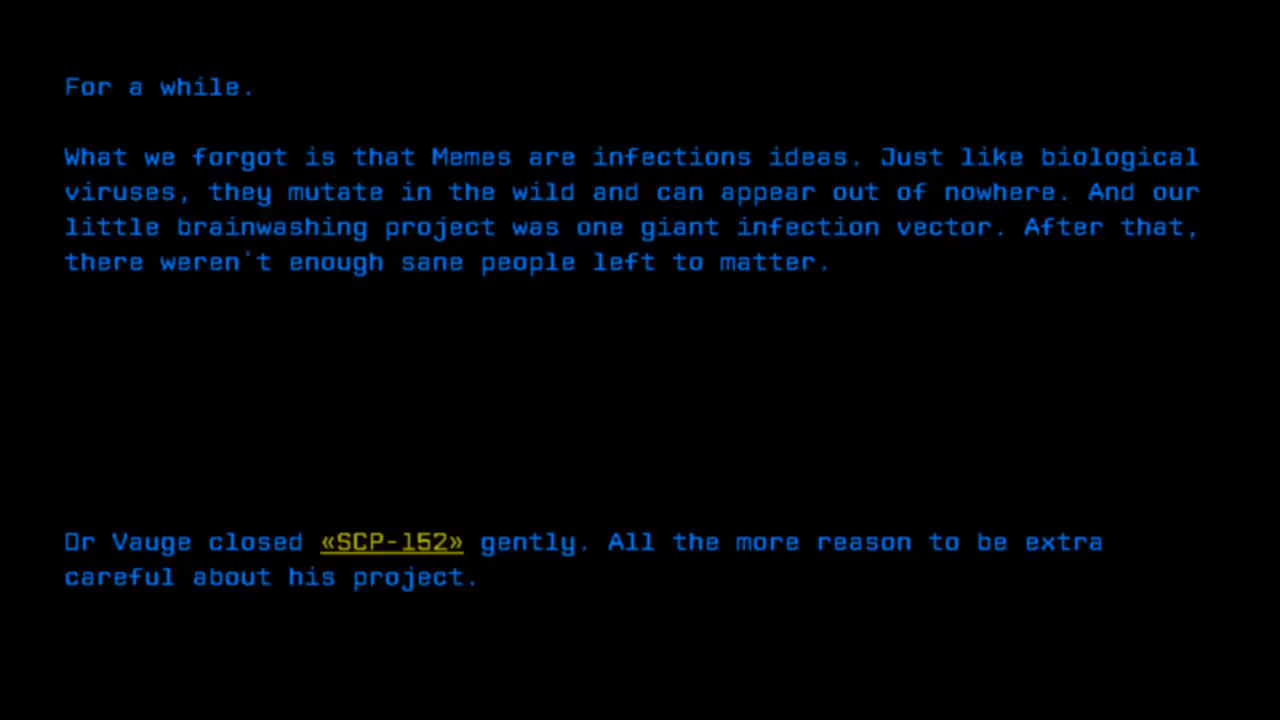 For a while.
What we forgot is that Memes are infections ideas. Just like biological
viruses, they mutate in the wild and can appear out of nowhere. And our
little brainwashing project was one giant infection vector. After that,
there weren't enough sane people left to matter.
Dr Vauge closed «SCP-152» gently. All the more reason to be extra
careful about his project.